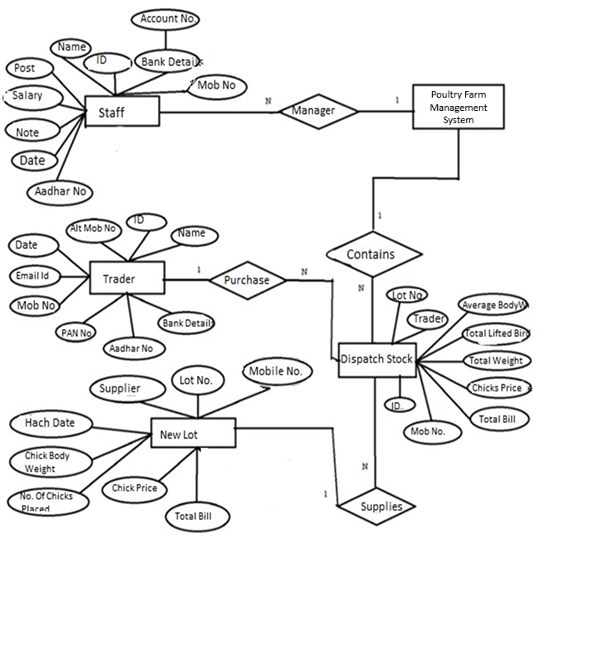 Account No.
Name
ID
Bank Details
Post
Mob No
Salary
Staff
N
Manager
1
Poultry Farm
Management
System
Note
Date
Aadhar No
1
Contains
N
Alt Mob No
ID
Name
Date
Email Id
Trader
1
Purchase
N
Mob No
PAN No
Aadhar No
Bank Details
Lot No
Trader
Average BodyW
Total Lifted Bird
Dispatch Stock
Total Weight
Chicks Price
ID
Mob No.
Total Bill
Supplier
Lot No.
Mobile No.
Hach Date
New Lot
Chick Body
Weight
No. Of Chicks
Placed
Chick Price
Total Bill
N
1
Supplies